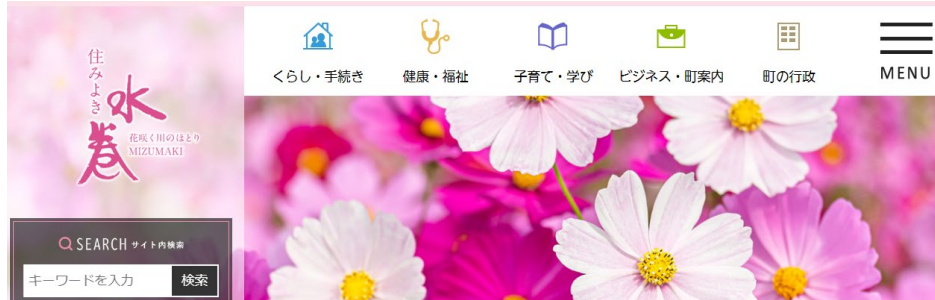 住みよき
水巻
花咲く川のほとり
MIZUMAKI
くらし・手続き
健康・福祉
子育て・学び
ビジネス・町案内
町の行政
MENU
SEARCH サイト内検索
キーワードを入力
検索